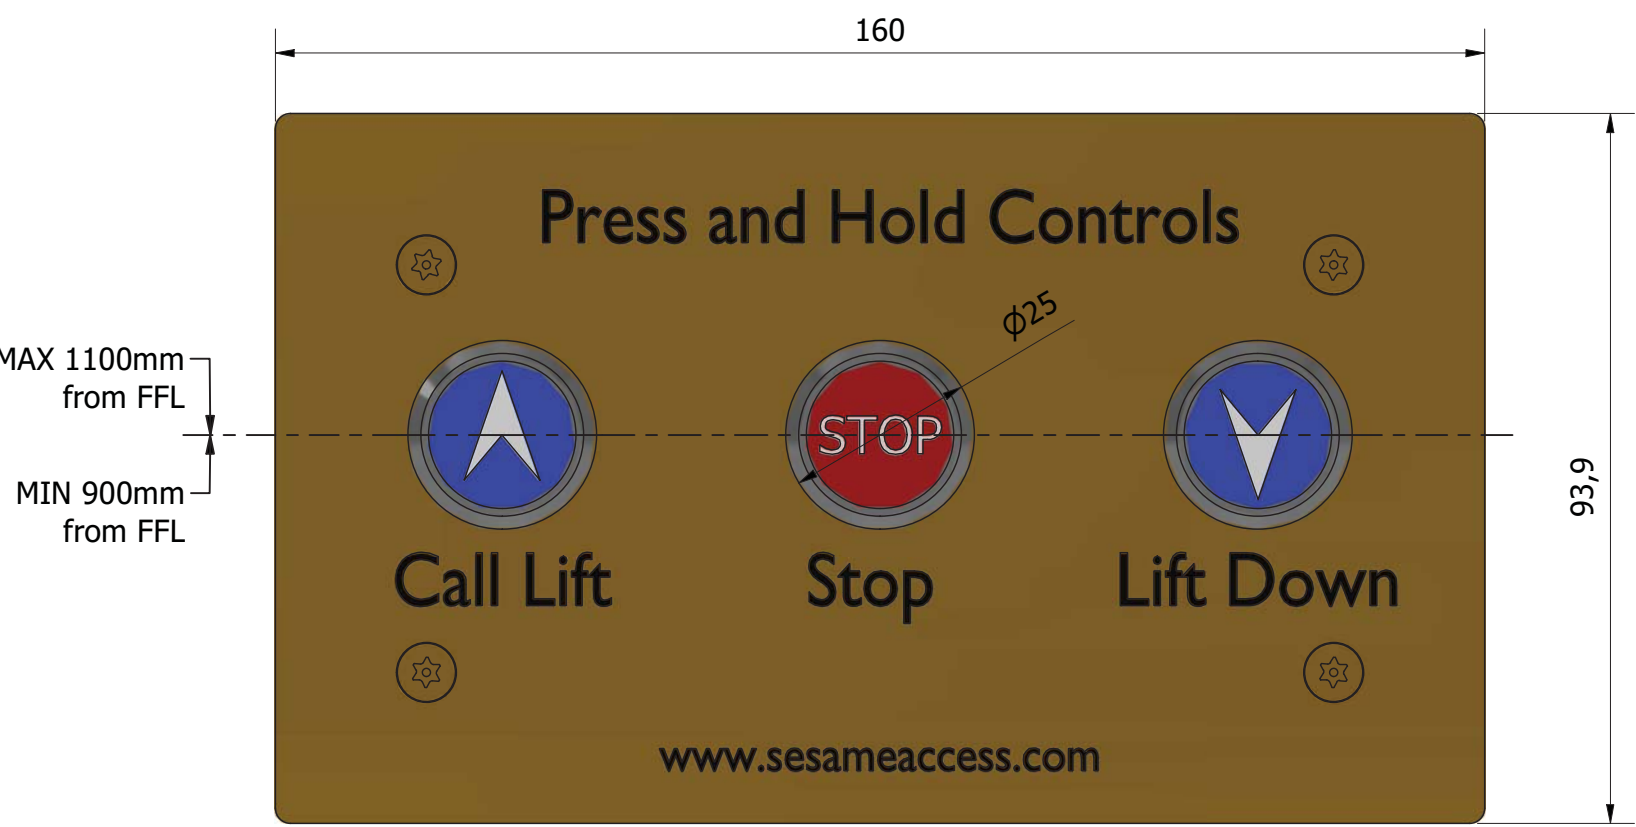 160
Press and Hold Controls
ϕ25
MAX 1100mm
from FFL
STOP
MIN 900mm
from FFL
93,9
Call Lift
Stop
Lift Down
www.sesameaccess.com